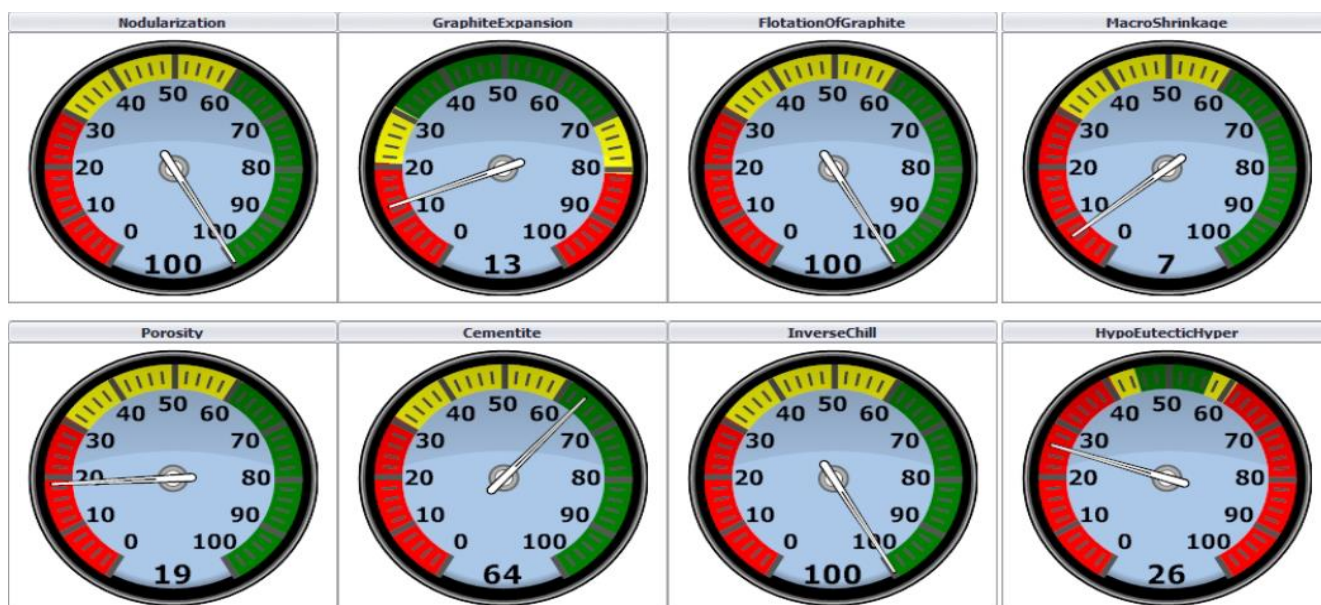 Nodularization GraphiteExpansion FlotationOfGraphite MacroShrinkage
0 10 20 30 40 50 60 70 80 90 100
100
0 10 20 30 40 50 60 70 80 90 100
13
0 10 20 30 40 50 60 70 80 90 100
100
0 10 20 30 40 50 60 70 80 90 100
7
Porosity Cementite InverseChill HypoEutecticHyper
0 10 20 30 40 50 60 70 80 90 100
19
0 10 20 30 40 50 60 70 80 90 100
64
0 10 20 30 40 50 60 70 80 90 100
100
0 10 20 30 40 50 60 70 80 90 100
26